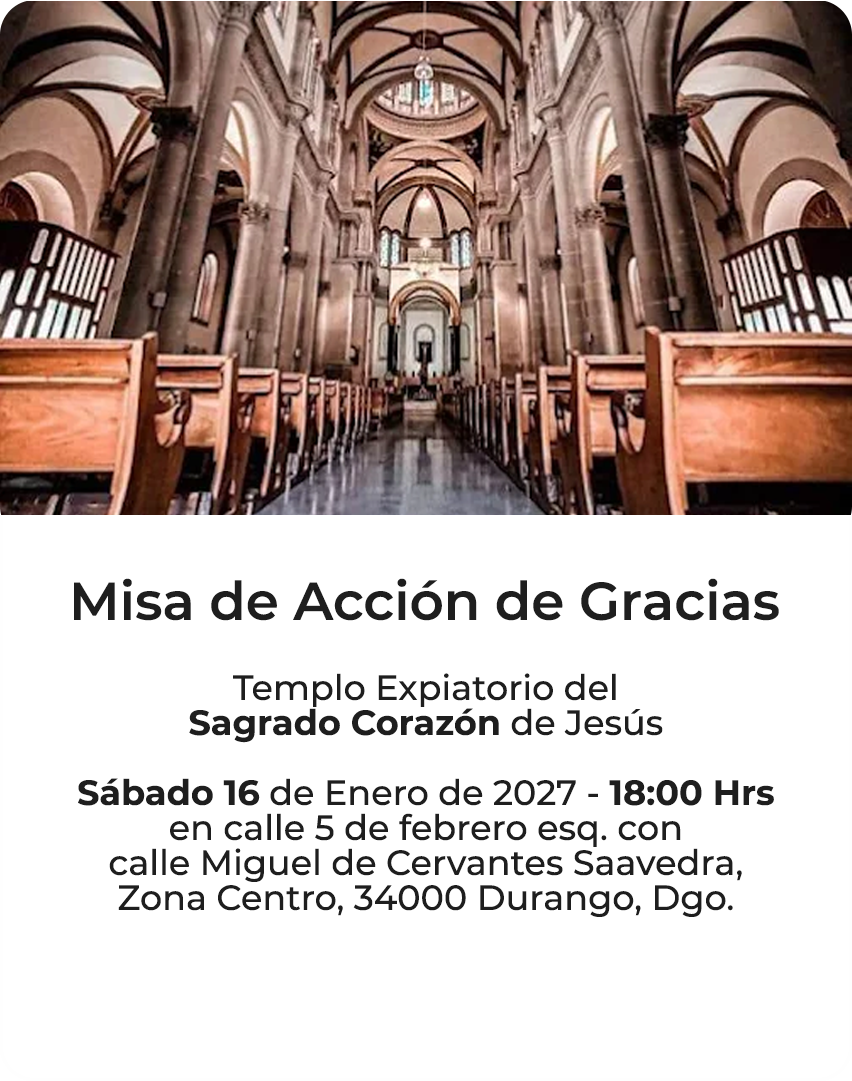 Misa de Acción de Gracias
Templo Expiatorio del
Sagrado Corazón de Jesús
Sábado 16 de Enero de 2027 - 18:00 Hrs
en calle 5 de febrero esq. con
calle Miguel de Cervantes Saavedra,
Zona Centro, 34000 Durango, Dgo.